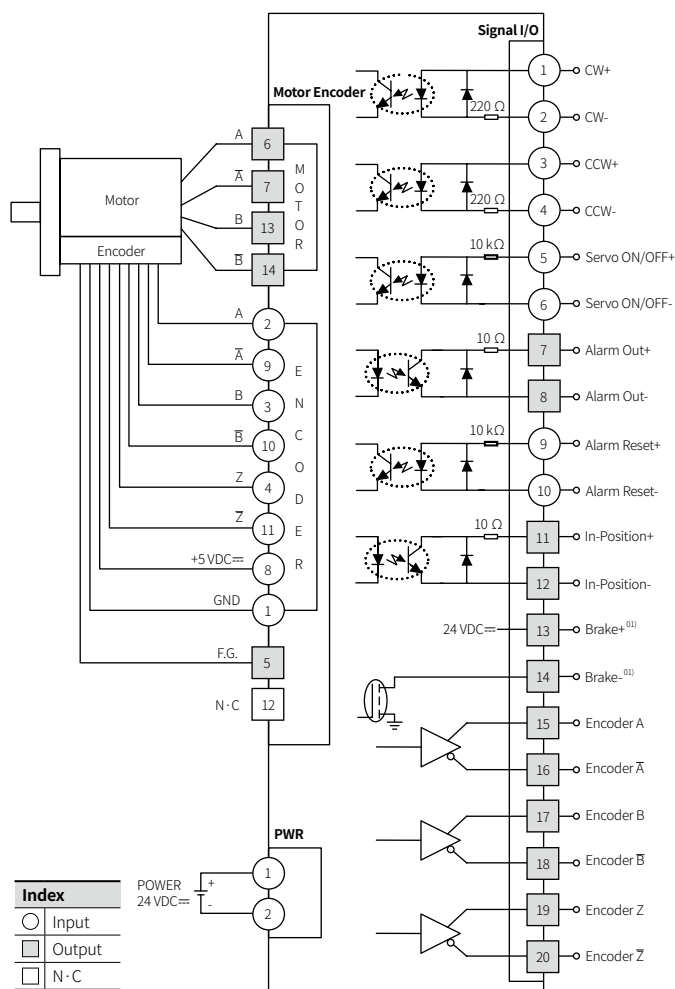 Signal I/O
Motor Encoder
1 CW+
220 Ω
2 CW-
3 CCW+
220 Ω
4 CCW-
10 kΩ
5 Servo ON/OFF+
6 Servo ON/OFF-
10 Ω
7 Alarm Out+
8 Alarm Out-
10 kΩ
9 Alarm Reset+
10 Alarm Reset-
10 Ω
11 In-Position+
12 In-Position-
24 VDC⎓ 13 Brake+ 01)
14 Brake- 01)
15 Encoder A
16 Encoder A̅
17 Encoder B
18 Encoder B̅
19 Encoder Z
20 Encoder Z̅
Motor
Encoder
A 6
A̅ 7
B 13
B̅ 14
MOTOR
A 2
A̅ 9
B 3
B̅ 10
Z 4
Z̅ 11
+5 VDC⎓ 8
GND 1
ENCODER
F.G. 5
N·C 12
PWR
POWER
24 VDC⎓
+
-
1
2
Index
Input
Output
N·C